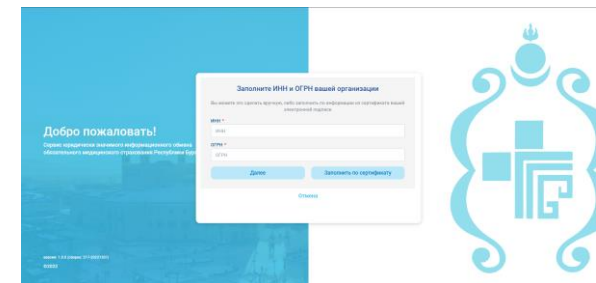 Добро пожаловать!
Сервис юридически значимого информационного обмена
обязательного медицинского страхования Республики Бур
Заполните ИНН и ОГРН вашей организации
Вы можете это сделать вручную, либо заполнить по информации из сертификата вашей
электронной подписи.
ИНН *
ИНН
ОГРН *
ОГРН
Далее
Заполнить по сертификату
Отмена